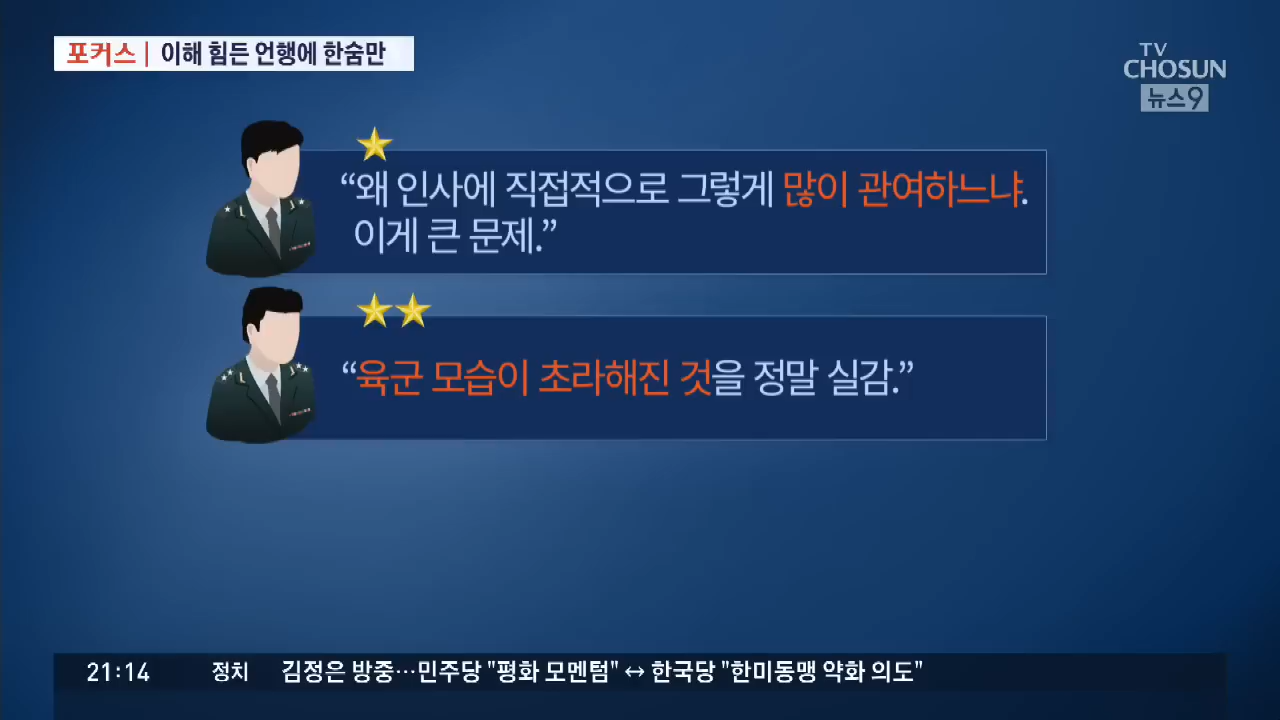 포커스| 이해 힘든 언행에 한숨만
TV
CHOSUN
뉴스9
“왜 인사에 직접적으로 그렇게 많이 관여하느냐.
이게 큰 문제.”
“육군 모습이 초라해진 것을 정말 실감.”
21:14 정치 김정은 방중…민주당 "평화 모멘텀" ↔ 한국당 "한미동맹 약화 의도"